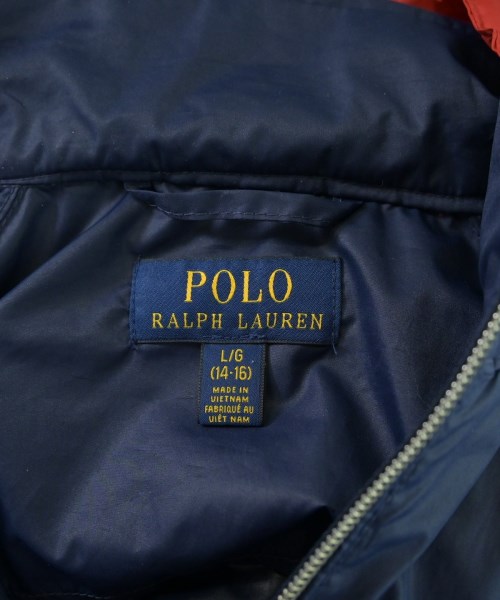 POLO
RALPH LAUREN
L/G
(14-16)
MADE IN
VIETNAM
FABRIQUÉ AU
VIÊT NAM